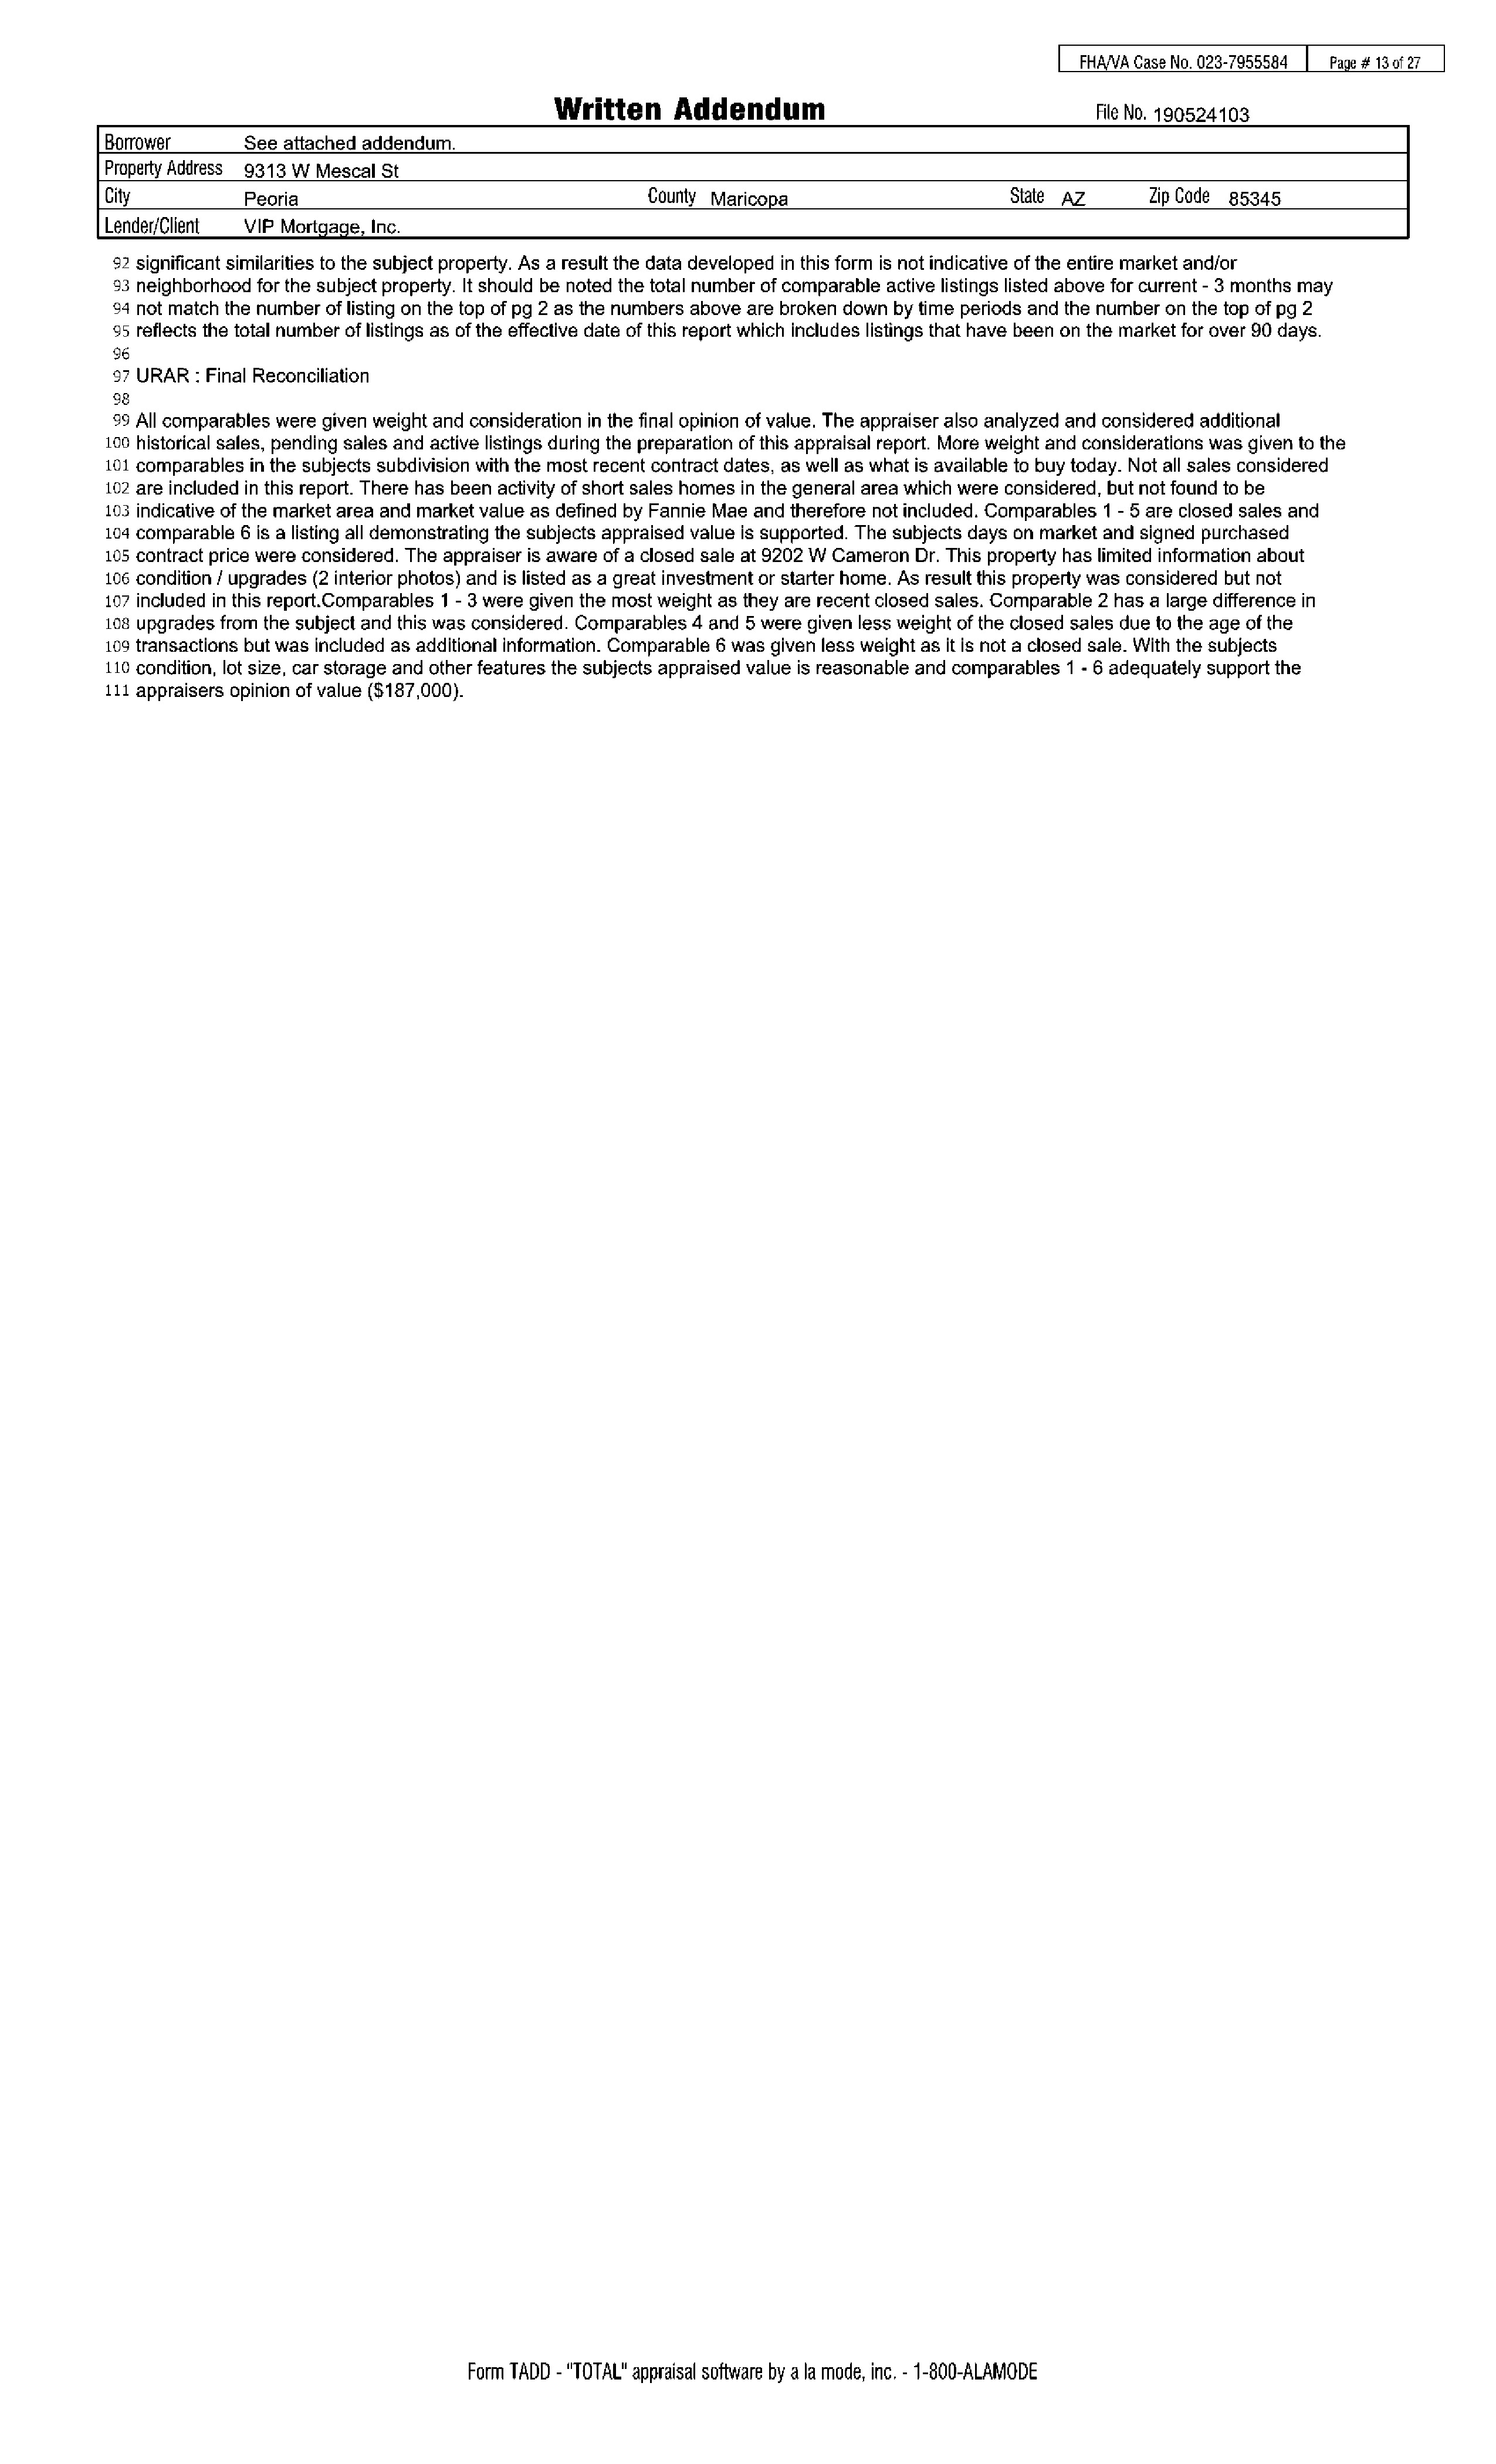 FHA/VA Case No. 023-7955584 Page # 13 of 27
Written Addendum File No. 190524103
Borrower See attached addendum.
Property Address 9313 W Mescal St
City Peoria County Maricopa State AZ Zip Code 85345
Lender/Client VIP Mortgage, Inc.
92 significant similarities to the subject property. As a result the data developed in this form is not indicative of the entire market and/or
93 neighborhood for the subject property. It should be noted the total number of comparable active listings listed above for current - 3 months may
94 not match the number of listing on the top of pg 2 as the numbers above are broken down by time periods and the number on the top of pg 2
95 reflects the total number of listings as of the effective date of this report which includes listings that have been on the market for over 90 days.
96
97 URAR : Final Reconciliation
98
99 All comparables were given weight and consideration in the final opinion of value. The appraiser also analyzed and considered additional
100 historical sales, pending sales and active listings during the preparation of this appraisal report. More weight and considerations was given to the
101 comparables in the subjects subdivision with the most recent contract dates, as well as what is available to buy today. Not all sales considered
102 are included in this report. There has been activity of short sales homes in the general area which were considered, but not found to be
103 indicative of the market area and market value as defined by Fannie Mae and therefore not included. Comparables 1 - 5 are closed sales and
104 comparable 6 is a listing all demonstrating the subjects appraised value is supported. The subjects days on market and signed purchased
105 contract price were considered. The appraiser is aware of a closed sale at 9202 W Cameron Dr. This property has limited information about
106 condition / upgrades (2 interior photos) and is listed as a great investment or starter home. As result this property was considered but not
107 included in this report.Comparables 1 - 3 were given the most weight as they are recent closed sales. Comparable 2 has a large difference in
108 upgrades from the subject and this was considered. Comparables 4 and 5 were given less weight of the closed sales due to the age of the
109 transactions but was included as additional information. Comparable 6 was given less weight as it is not a closed sale. With the subjects
110 condition, lot size, car storage and other features the subjects appraised value is reasonable and comparables 1 - 6 adequately support the
111 appraisers opinion of value ($187,000).
Form TADD - "TOTAL" appraisal software by a la mode, inc. - 1-800-ALAMODE